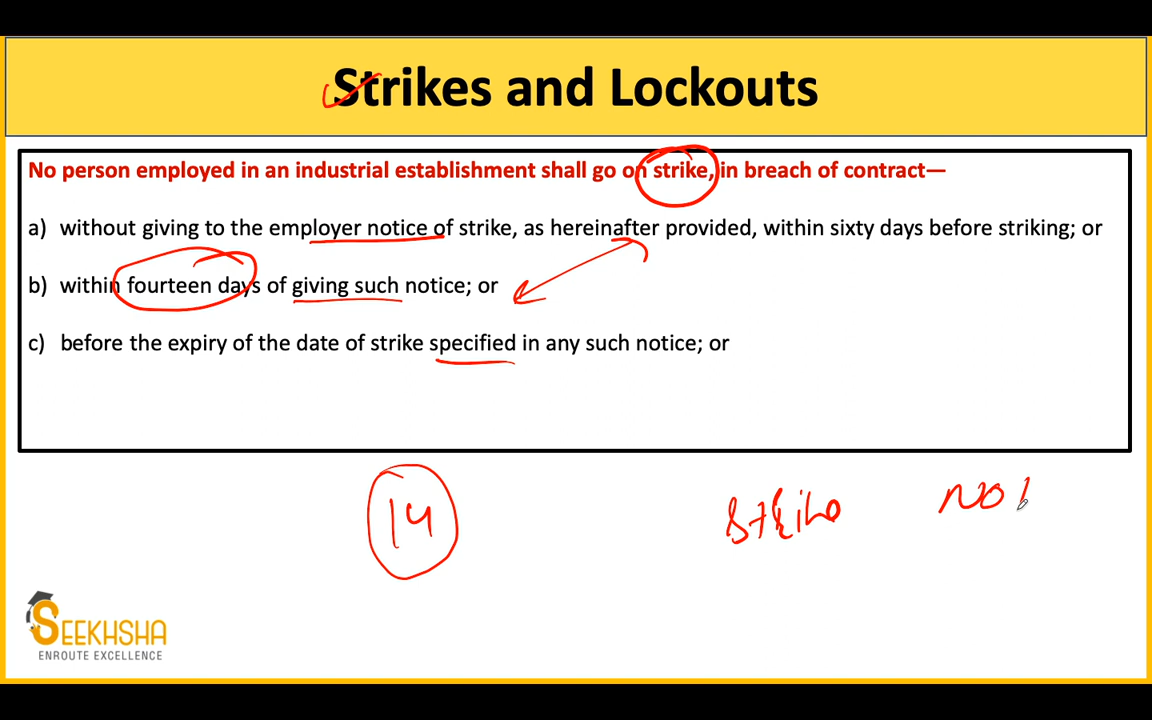 Strikes and Lockouts
No person employed in an industrial establishment shall go on strike, in breach of contract—
a) without giving to the employer notice of strike, as hereinafter provided, within sixty days before striking; or
b) within fourteen days of giving such notice; or
c) before the expiry of the date of strike specified in any such notice; or
14
Strike
SEEKHSHA
ENROUTE EXCELLENCE